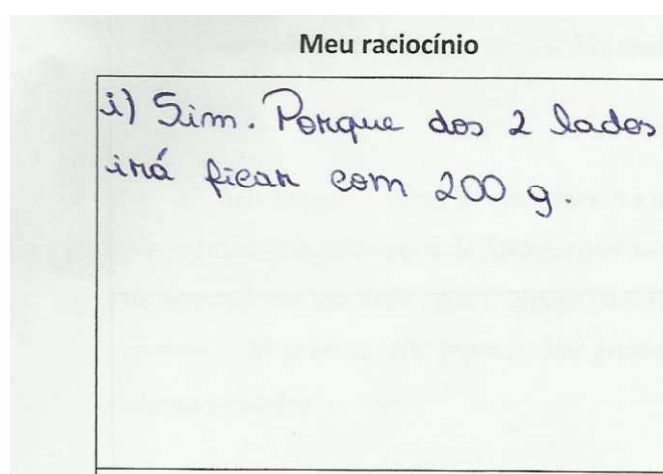 Meu raciocínio
i) Sim. Porque dos 2 lados
irá ficar com 200 g.